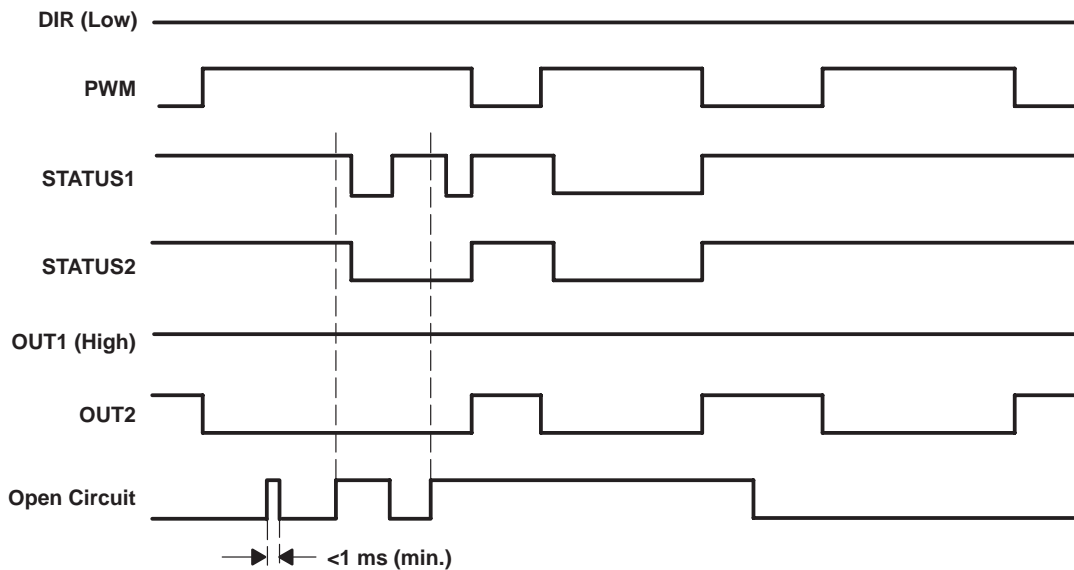 DIR (Low)
PWM
STATUS1
STATUS2
OUT1 (High)
OUT2
Open Circuit
<1 ms (min.)